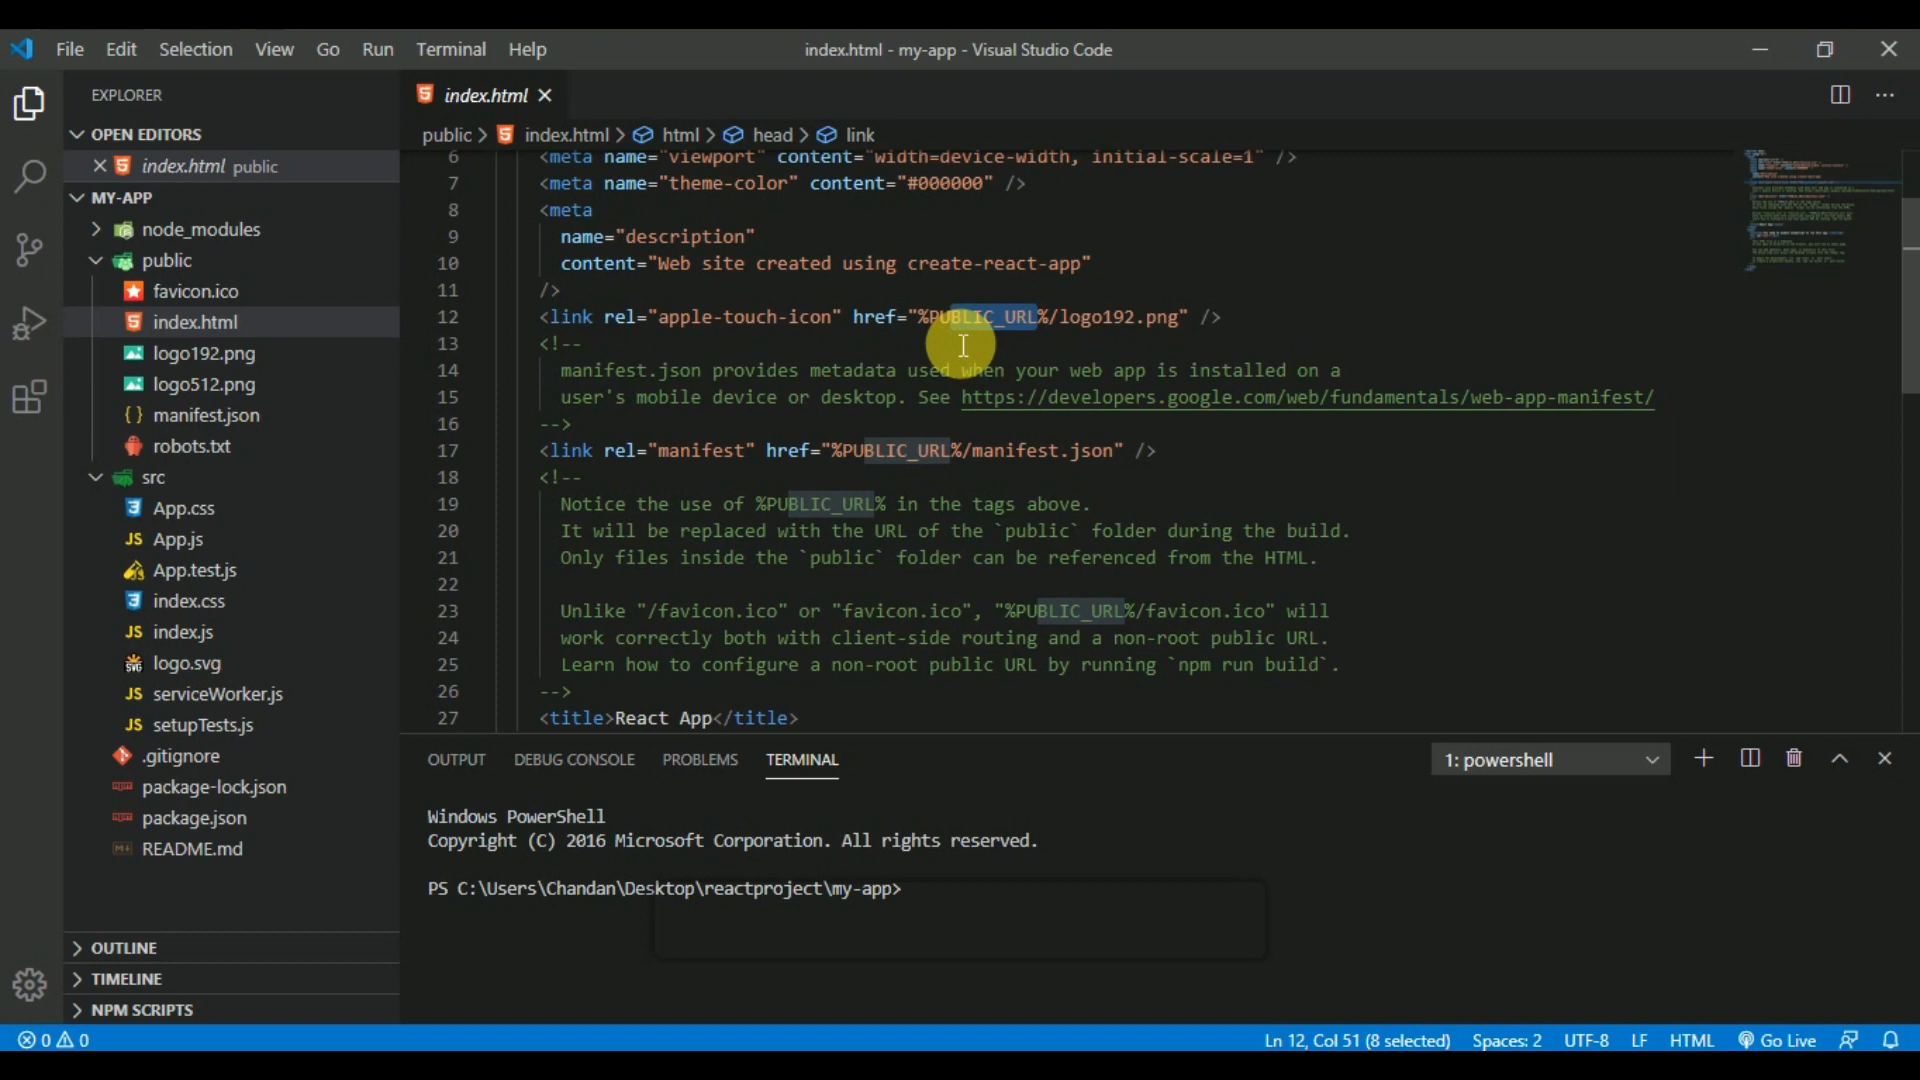 File Edit Selection View Go Run Terminal Help
index.html - my-app - Visual Studio Code
EXPLORER
OPEN EDITORS
index.html public
MY-APP
node_modules
public
favicon.ico
index.html
logo192.png
logo512.png
manifest.json
robots.txt
src
App.css
App.js
App.test.js
index.css
index.js
logo.svg
serviceWorker.js
setupTests.js
.gitignore
package-lock.json
package.json
README.md
OUTLINE
TIMELINE
NPM SCRIPTS
index.html
public > index.html > html > head > link
6 <meta name="viewport" content="width=device-width, initial-scale=1" />
7 <meta name="theme-color" content="#000000" />
8 <meta
9 name="description"
10 content="Web site created using create-react-app"
11 />
12 <link rel="apple-touch-icon" href="%PUBLIC_URL%/logo192.png" />
13 <!--
14 manifest.json provides metadata used when your web app is installed on a
15 user's mobile device or desktop. See https://developers.google.com/web/fundamentals/web-app-manifest/
16 -->
17 <link rel="manifest" href="%PUBLIC_URL%/manifest.json" />
18 <!--
19 Notice the use of %PUBLIC_URL% in the tags above.
20 It will be replaced with the URL of the `public` folder during the build.
21 Only files inside the `public` folder can be referenced from the HTML.
22
23 Unlike "/favicon.ico" or "favicon.ico", "%PUBLIC_URL%/favicon.ico" will
24 work correctly both with client-side routing and a non-root public URL.
25 Learn how to configure a non-root public URL by running `npm run build`.
26 -->
27 <title>React App</title>
OUTPUT DEBUG CONSOLE PROBLEMS TERMINAL
1: powershell
Windows PowerShell
Copyright (C) 2016 Microsoft Corporation. All rights reserved.
PS C:\Users\Chandan\Desktop\reactproject\my-app>
0 0
Ln 12, Col 51 (8 selected) Spaces: 2 UTF-8 LF HTML Go Live